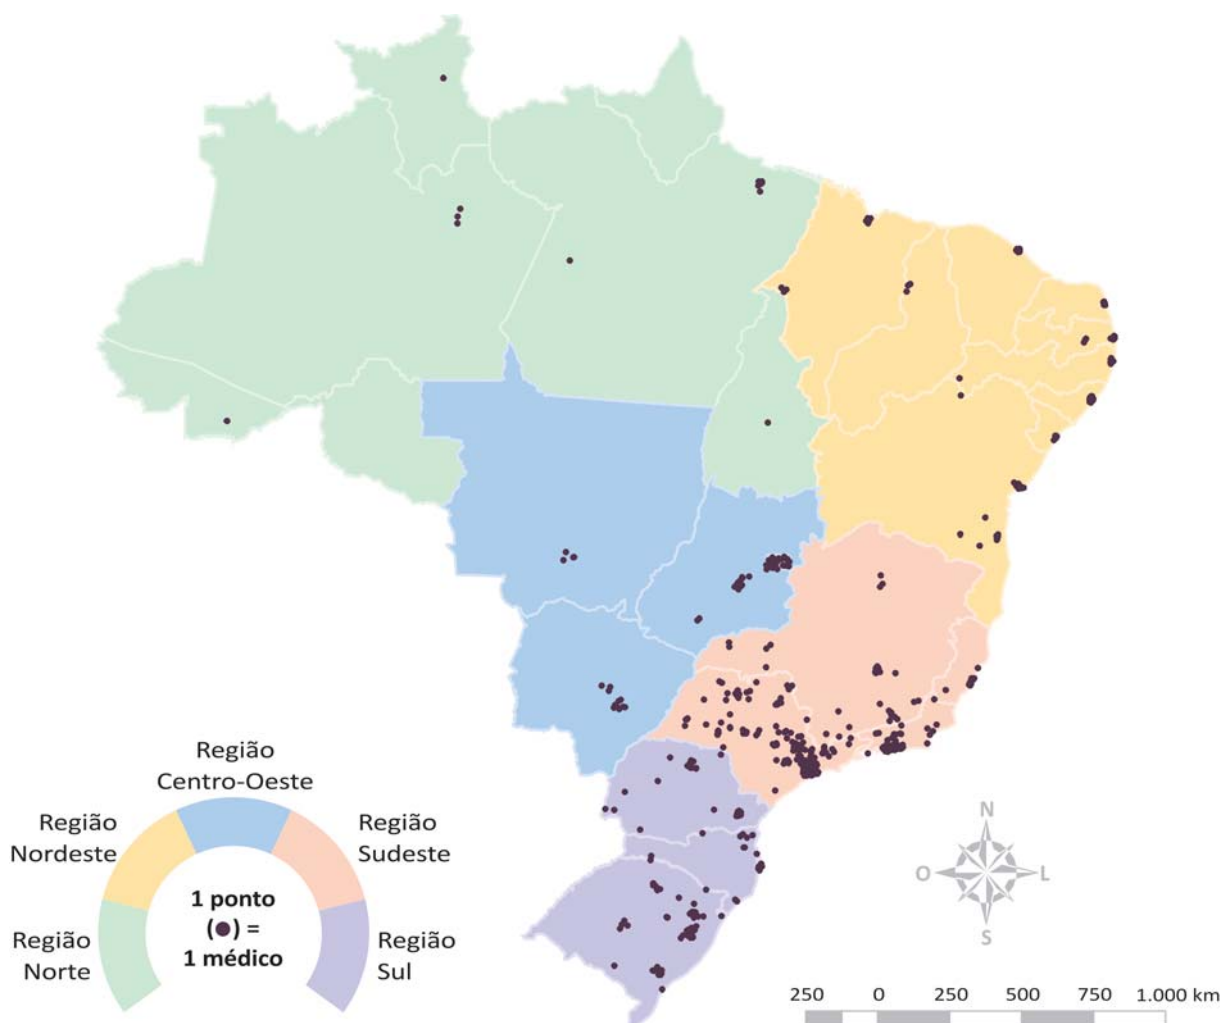 Região
Centro-Oeste
Região
Nordeste
Região
Sudeste
1 ponto
(●) =
1 médico
Região
Norte
Região
Sul
N
O
L
S
250 0 250 500 750 1.000 km